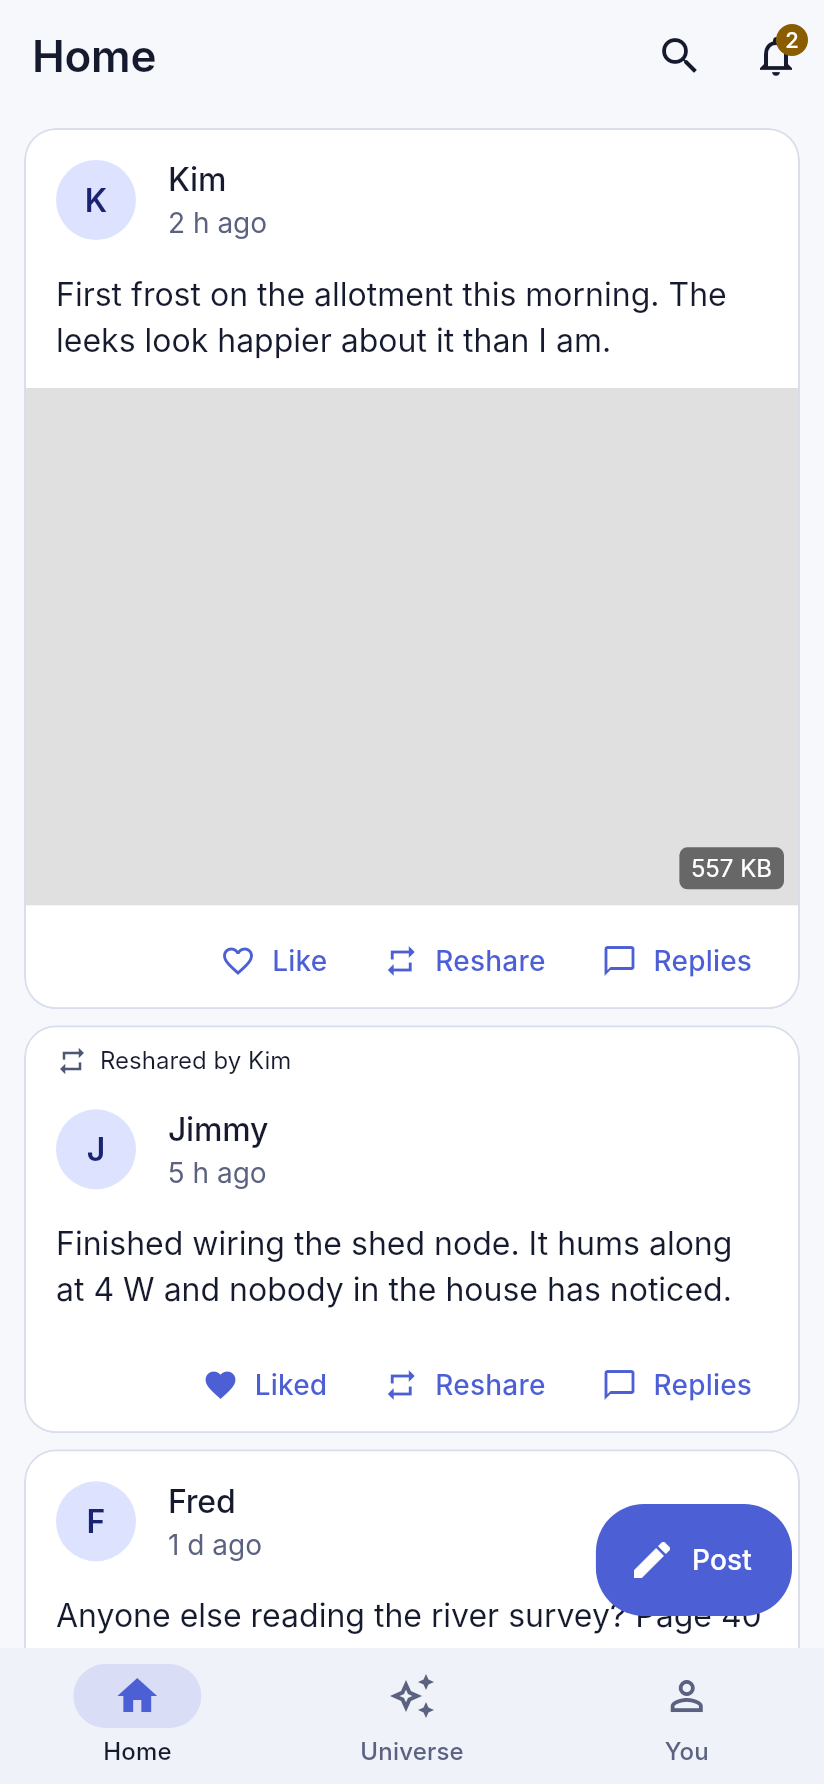 Home
2
K
Kim
2 h ago
First frost on the allotment this morning. The
leeks look happier about it than I am.
557 KB
Like
Reshare
Replies
Reshared by Kim
J
Jimmy
5 h ago
Finished wiring the shed node. It hums along
at 4 W and nobody in the house has noticed.
Liked
Reshare
Replies
F
Fred
1 d ago
Post
Anyone else reading the river survey? Page 40
Home
Universe
You